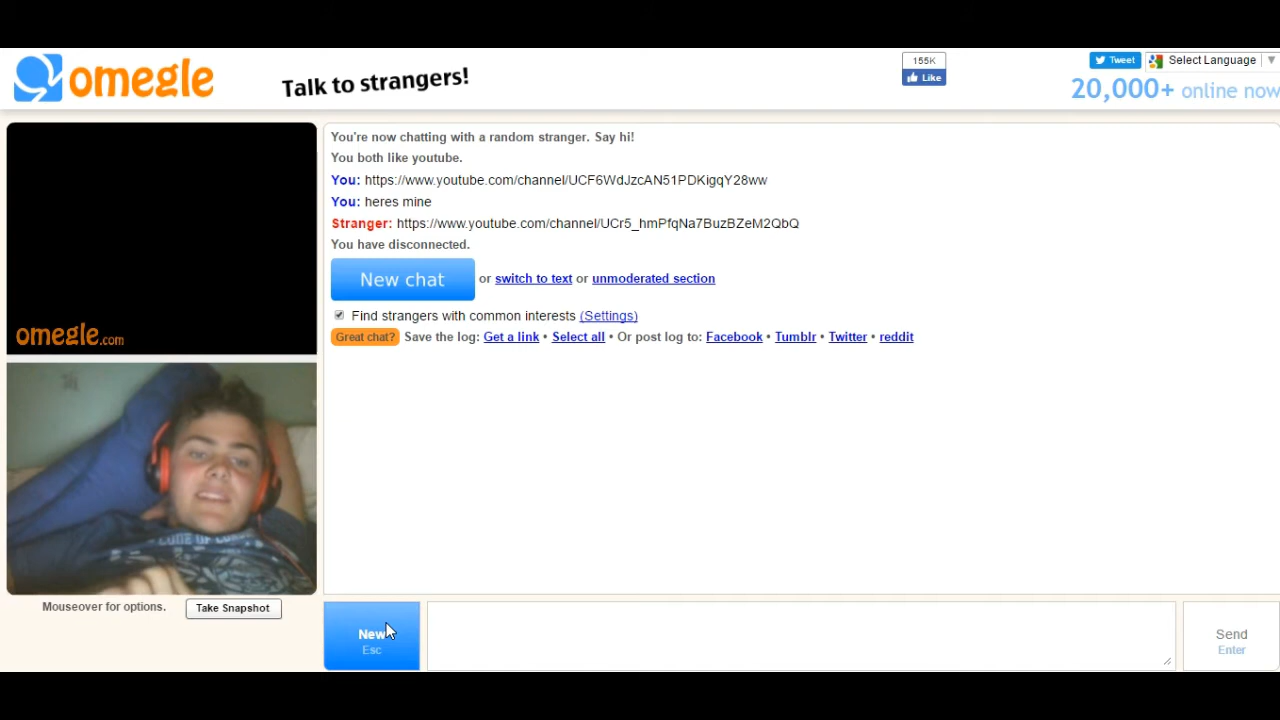 omegle
Talk to strangers!
155K
Like
Tweet
Select Language
20,000+ online now
You're now chatting with a random stranger. Say hi!
You both like youtube.
You: https://www.youtube.com/channel/UCF6WdJzcAN51PDKigqY28ww
You: heres mine
Stranger: https://www.youtube.com/channel/UCr5_hmPfqNa7BuzBZeM2QbQ
You have disconnected.
New chat or switch to text or unmoderated section
Find strangers with common interests (Settings)
Great chat? Save the log: Get a link • Select all • Or post log to: Facebook • Tumblr • Twitter • reddit
omegle.com
Mouseover for options.
Take Snapshot
New
Esc
Send
Enter